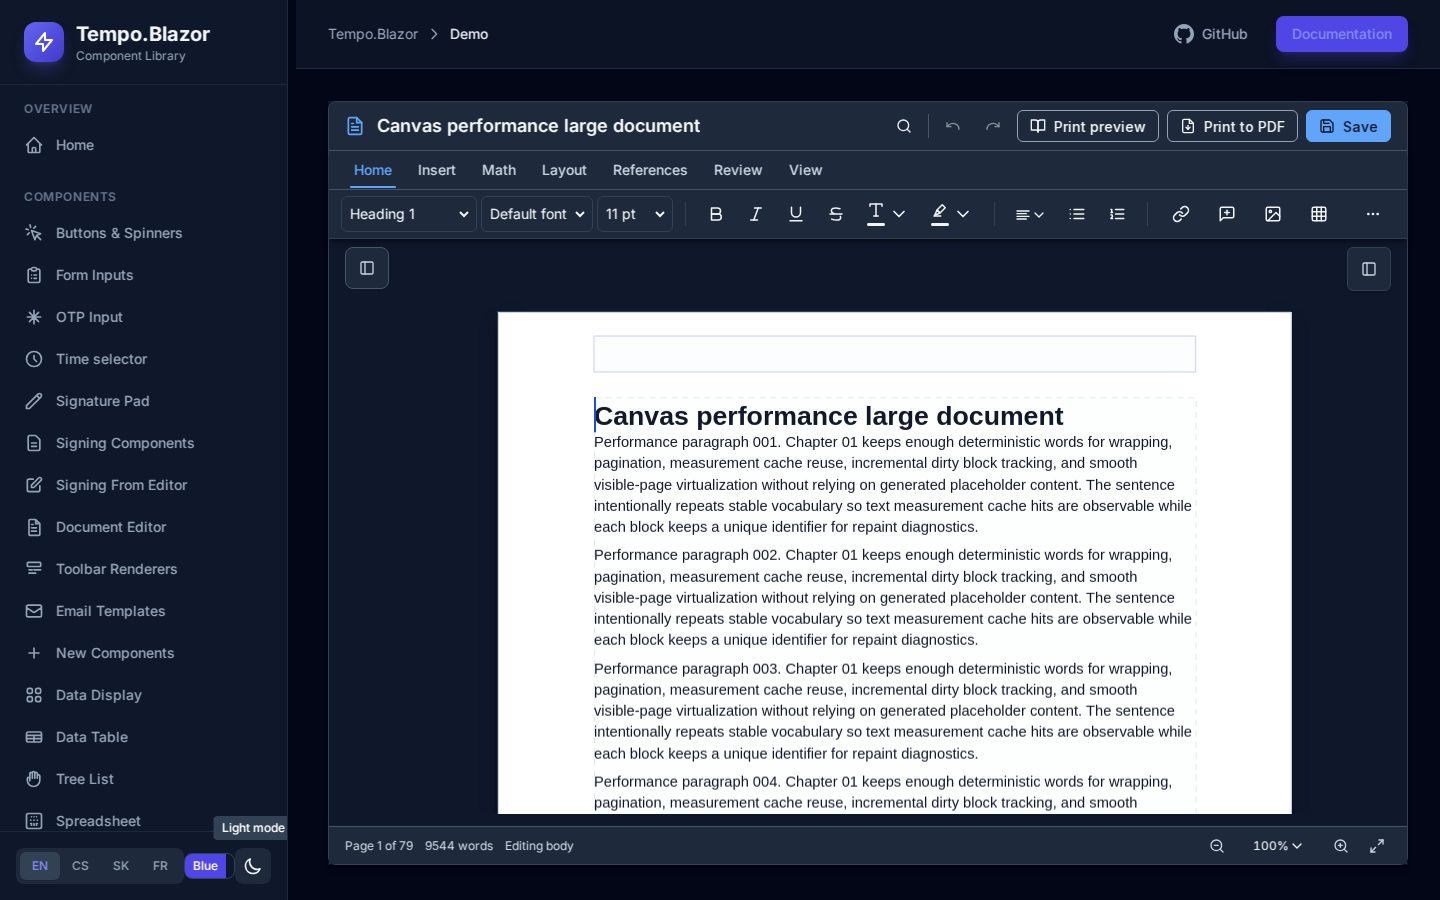 Tempo.Blazor
Component Library
OVERVIEW
Home
COMPONENTS
Buttons & Spinners
Form Inputs
OTP Input
Time selector
Signature Pad
Signing Components
Signing From Editor
Document Editor
Toolbar Renderers
Email Templates
New Components
Data Display
Data Table
Tree List
Spreadsheet
Light mode
EN CS SK FR Blue
Tempo.Blazor > Demo
GitHub
Documentation
Canvas performance large document
Print preview
Print to PDF
Save
Home Insert Math Layout References Review View
Heading 1 Default font 11 pt
Canvas performance large document
Performance paragraph 001. Chapter 01 keeps enough deterministic words for wrapping,
pagination, measurement cache reuse, incremental dirty block tracking, and smooth
visible-page virtualization without relying on generated placeholder content. The sentence
intentionally repeats stable vocabulary so text measurement cache hits are observable while
each block keeps a unique identifier for repaint diagnostics.
Performance paragraph 002. Chapter 01 keeps enough deterministic words for wrapping,
pagination, measurement cache reuse, incremental dirty block tracking, and smooth
visible-page virtualization without relying on generated placeholder content. The sentence
intentionally repeats stable vocabulary so text measurement cache hits are observable while
each block keeps a unique identifier for repaint diagnostics.
Performance paragraph 003. Chapter 01 keeps enough deterministic words for wrapping,
pagination, measurement cache reuse, incremental dirty block tracking, and smooth
visible-page virtualization without relying on generated placeholder content. The sentence
intentionally repeats stable vocabulary so text measurement cache hits are observable while
each block keeps a unique identifier for repaint diagnostics.
Performance paragraph 004. Chapter 01 keeps enough deterministic words for wrapping,
pagination, measurement cache reuse, incremental dirty block tracking, and smooth
Page 1 of 79 9544 words Editing body
100%